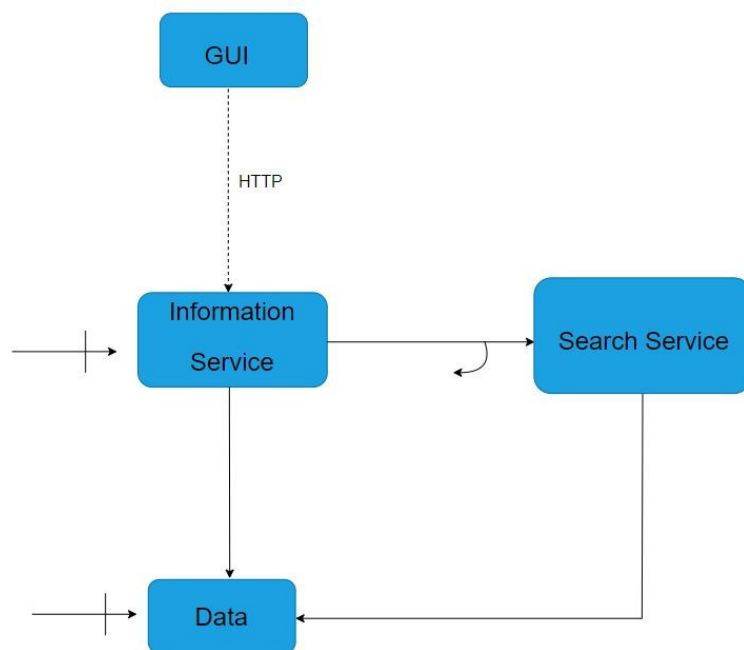 GUI
HTTP
Information
Service
Search Service
Data